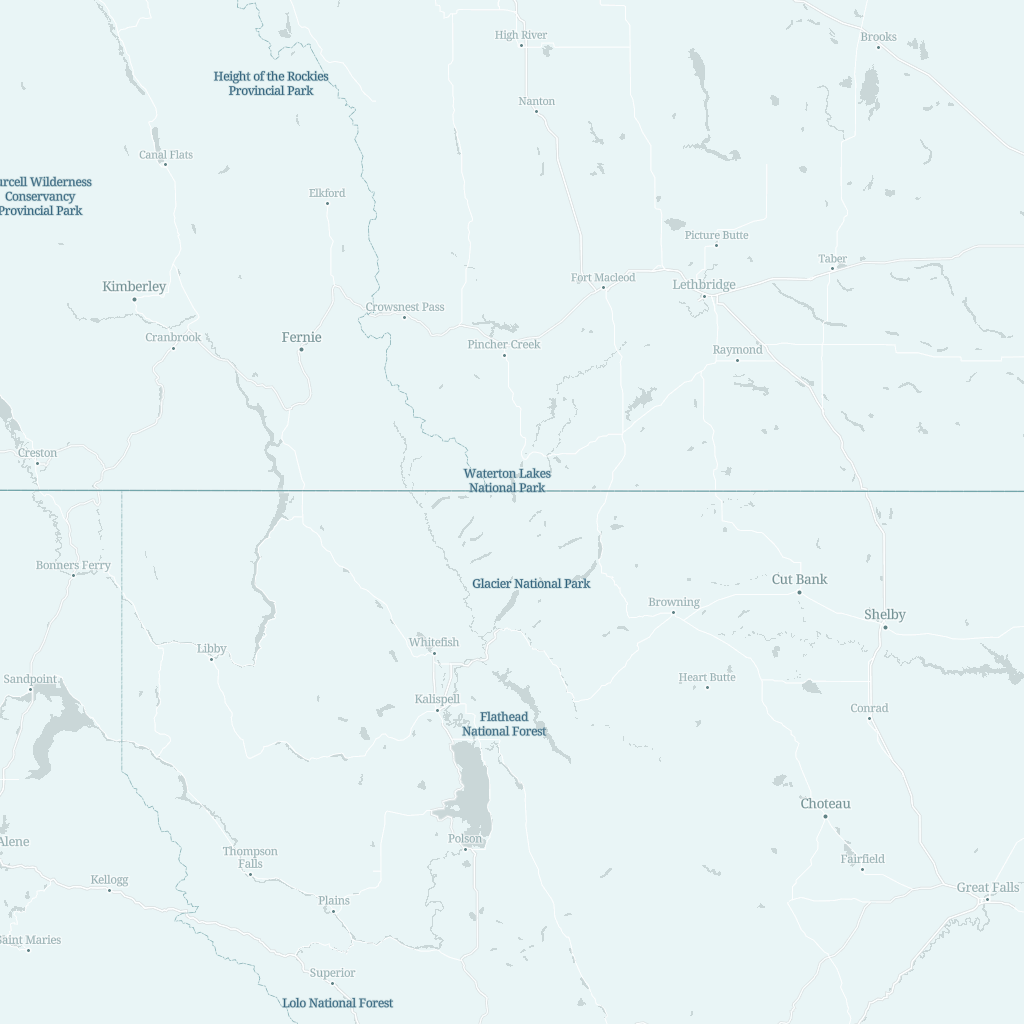 High River
Brooks
Height of the Rockies
Provincial Park
Nanton
Canal Flats
Wilderness
Conservancy
Provincial Park
Elkford
Picture Butte
Taber
Fort Macleod
Kimberley
Lethbridge
Crowsnest Pass
Cranbrook
Fernie
Pincher Creek
Raymond
Creston
Waterton Lakes
National Park
Bonners Ferry
Glacier National Park
Cut Bank
Browning
Shelby
Whitefish
Libby
Sandpoint
Heart Butte
Kalispell
Conrad
Flathead
National Forest
Choteau
Polson
Alene
Thompson
Falls
Fairfield
Kellogg
Great Falls
Plains
Saint Maries
Superior
Lolo National Forest